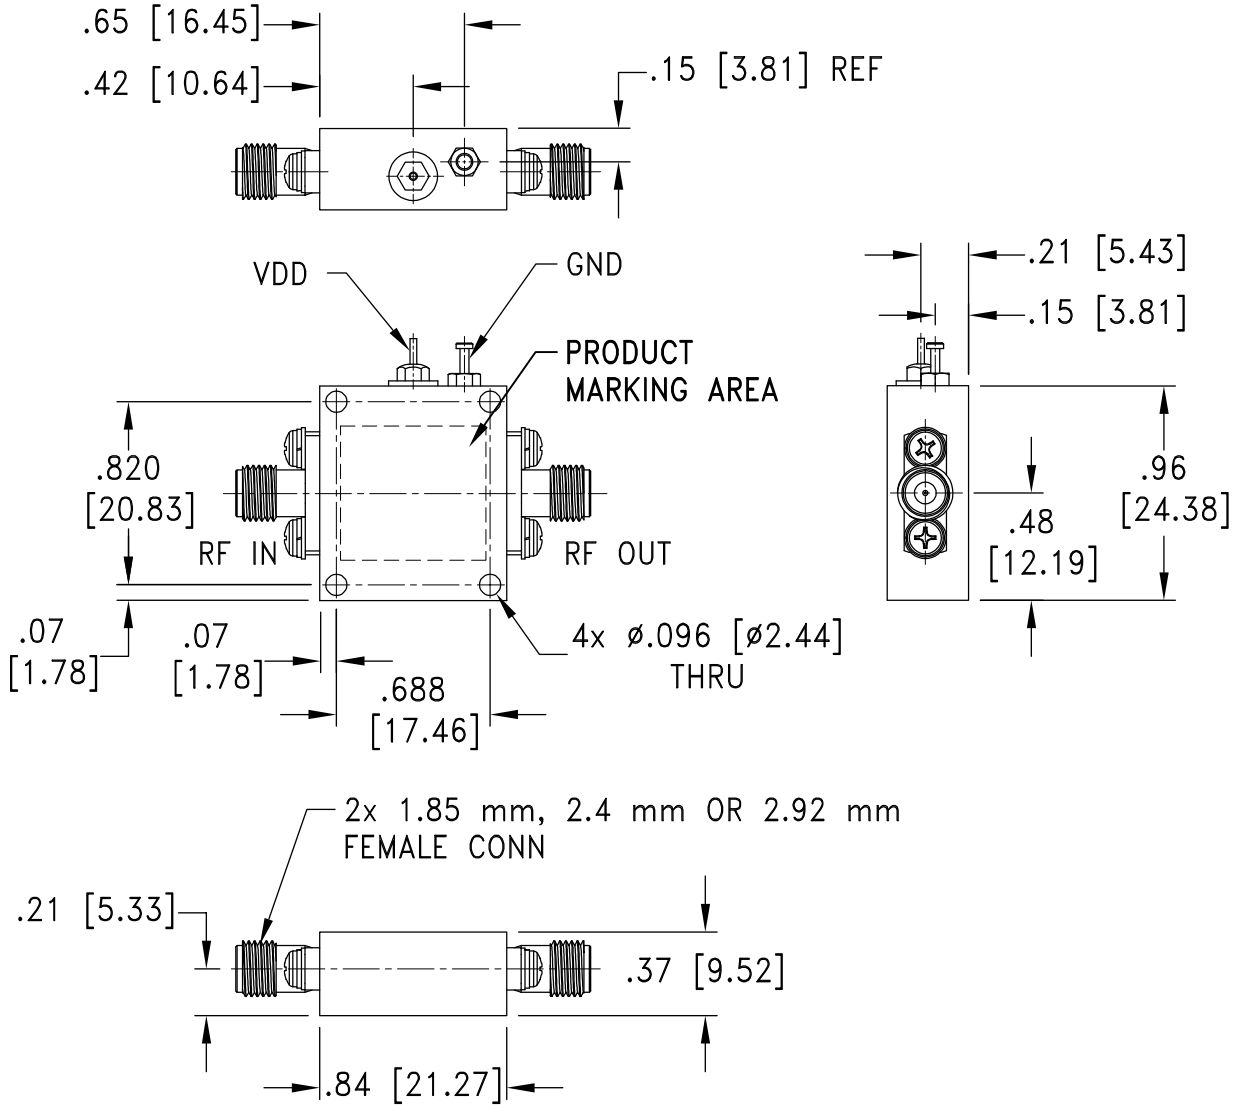 .65 [16.45]
.42 [10.64]
.15 [3.81] REF
VDD
GND
.21 [5.43]
.15 [3.81]
PRODUCT
MARKING AREA
.820
[20.83]
RF IN
RF OUT
.96
[24.38]
.48
[12.19]
.07
[1.78]
.07
[1.78]
.688
[17.46]
4x ø.096 [ø2.44]
THRU
2x 1.85 mm, 2.4 mm OR 2.92 mm
FEMALE CONN
.21 [5.33]
.37 [9.52]
.84 [21.27]